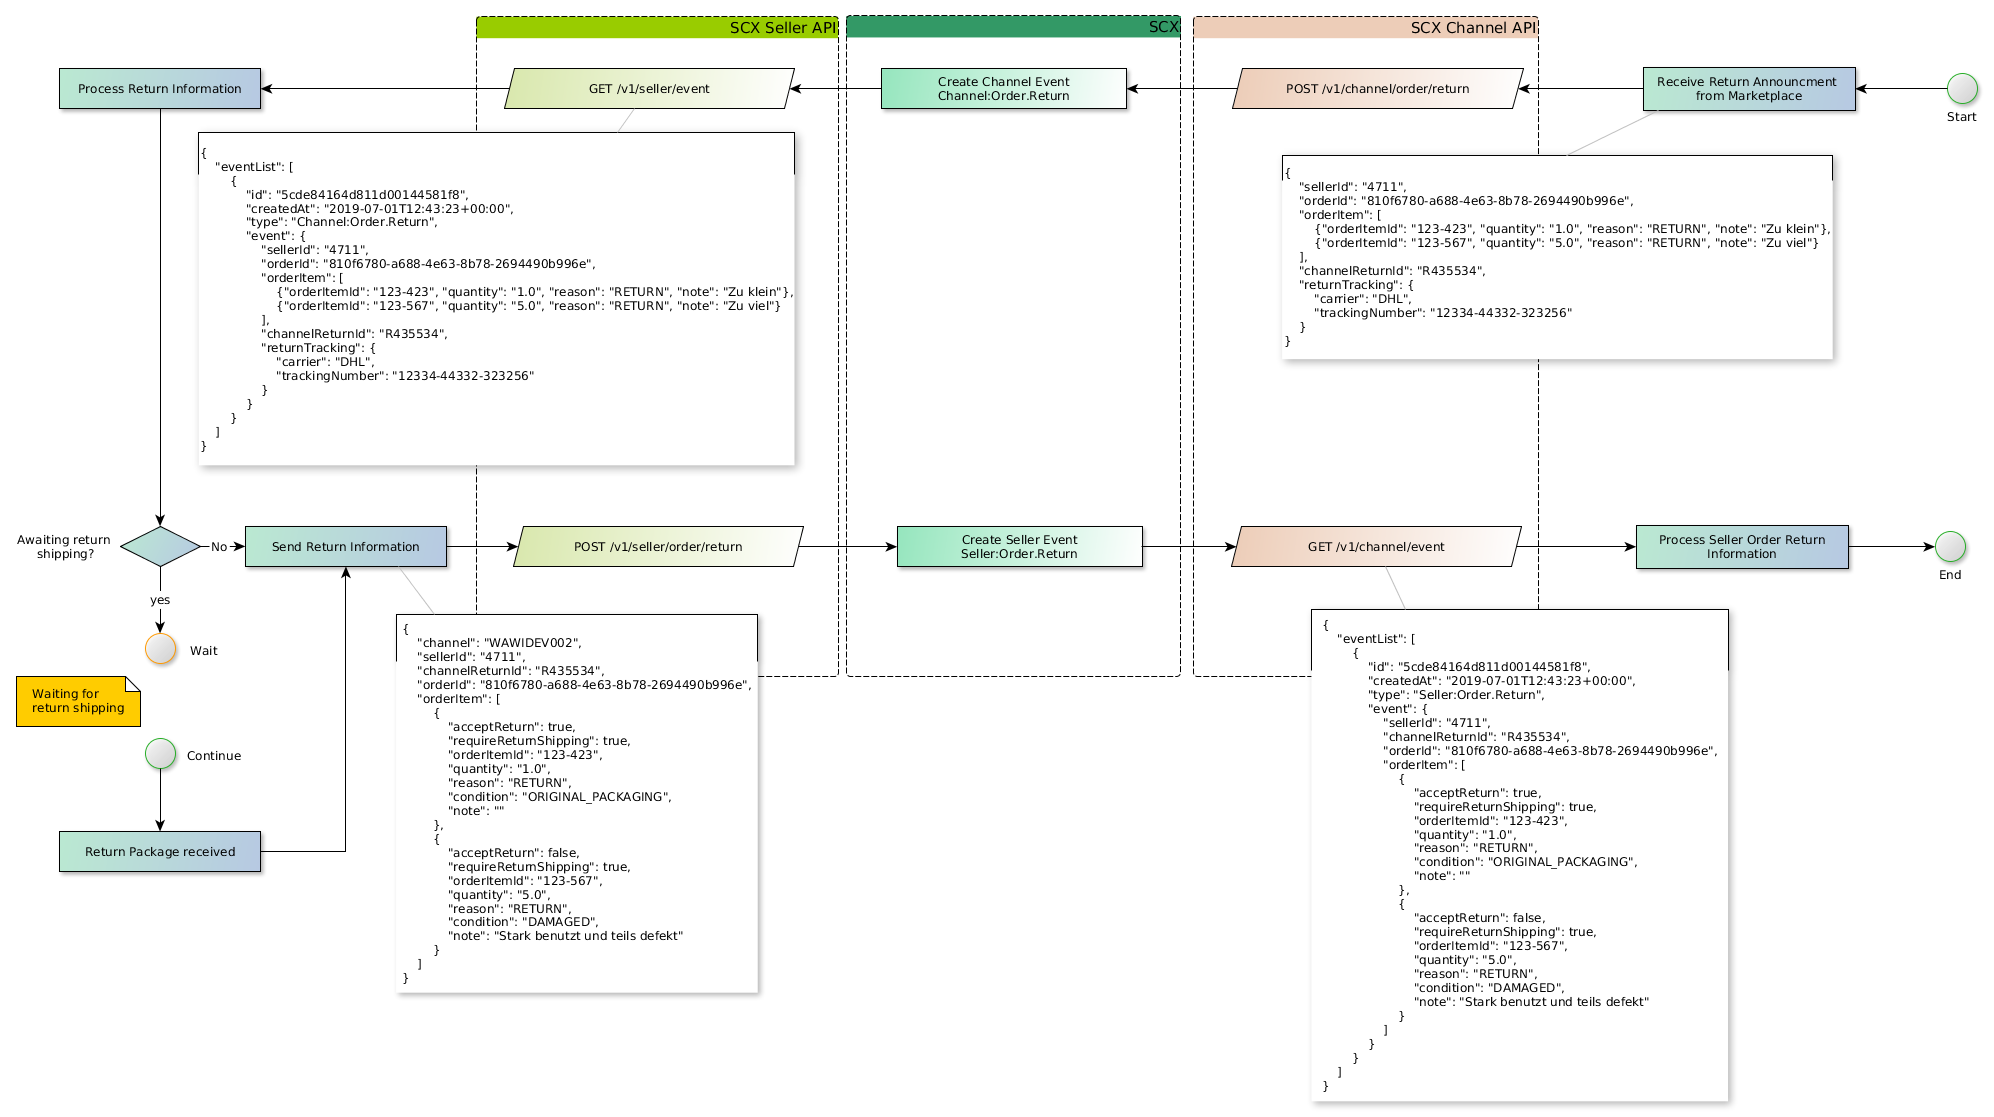 SCX Seller API
SCX
SCX Channel API
Process Return Information
GET /v1/seller/event
Create Channel Event
Channel:Order.Return
POST /v1/channel/order/return
Receive Return Announcment
from Marketplace
Start
{
"eventList": [
{
"id": "5cde84164d811d00144581f8",
"createdAt": "2019-07-01T12:43:23+00:00",
"type": "Channel:Order.Return",
"event": {
"sellerId": "4711",
"orderId": "810f6780-a688-4e63-8b78-2694490b996e",
"orderItem": [
{"orderItemId": "123-423", "quantity": "1.0", "reason": "RETURN", "note": "Zu klein"},
{"orderItemId": "123-567", "quantity": "5.0", "reason": "RETURN", "note": "Zu viel"}
],
"channelReturnId": "R435534",
"returnTracking": {
"carrier": "DHL",
"trackingNumber": "12334-44332-323256"
}
}
}
]
}
{
"sellerId": "4711",
"orderId": "810f6780-a688-4e63-8b78-2694490b996e",
"orderItem": [
{"orderItemId": "123-423", "quantity": "1.0", "reason": "RETURN", "note": "Zu klein"},
{"orderItemId": "123-567", "quantity": "5.0", "reason": "RETURN", "note": "Zu viel"}
],
"channelReturnId": "R435534",
"returnTracking": {
"carrier": "DHL",
"trackingNumber": "12334-44332-323256"
}
}
Awaiting return
shipping?
No
Send Return Information
POST /v1/seller/order/return
Create Seller Event
Seller:Order.Return
GET /v1/channel/event
Process Seller Order Return
Information
End
yes
Wait
Waiting for
return shipping
Continue
Return Package received
{
"channel": "WAWIDEV002",
"sellerId": "4711",
"channelReturnId": "R435534",
"orderId": "810f6780-a688-4e63-8b78-2694490b996e",
"orderItem": [
{
"acceptReturn": true,
"requireReturnShipping": true,
"orderItemId": "123-423",
"quantity": "1.0",
"reason": "RETURN",
"condition": "ORIGINAL_PACKAGING",
"note": ""
},
{
"acceptReturn": false,
"requireReturnShipping": true,
"orderItemId": "123-567",
"quantity": "5.0",
"reason": "RETURN",
"condition": "DAMAGED",
"note": "Stark benutzt und teils defekt"
}
]
}
{
"eventList": [
{
"id": "5cde84164d811d00144581f8",
"createdAt": "2019-07-01T12:43:23+00:00",
"type": "Seller:Order.Return",
"event": {
"sellerId": "4711",
"channelReturnId": "R435534",
"orderId": "810f6780-a688-4e63-8b78-2694490b996e",
"orderItem": [
{
"acceptReturn": true,
"requireReturnShipping": true,
"orderItemId": "123-423",
"quantity": "1.0",
"reason": "RETURN",
"condition": "ORIGINAL_PACKAGING",
"note": ""
},
{
"acceptReturn": false,
"requireReturnShipping": true,
"orderItemId": "123-567",
"quantity": "5.0",
"reason": "RETURN",
"condition": "DAMAGED",
"note": "Stark benutzt und teils defekt"
}
]
}
}
]
}